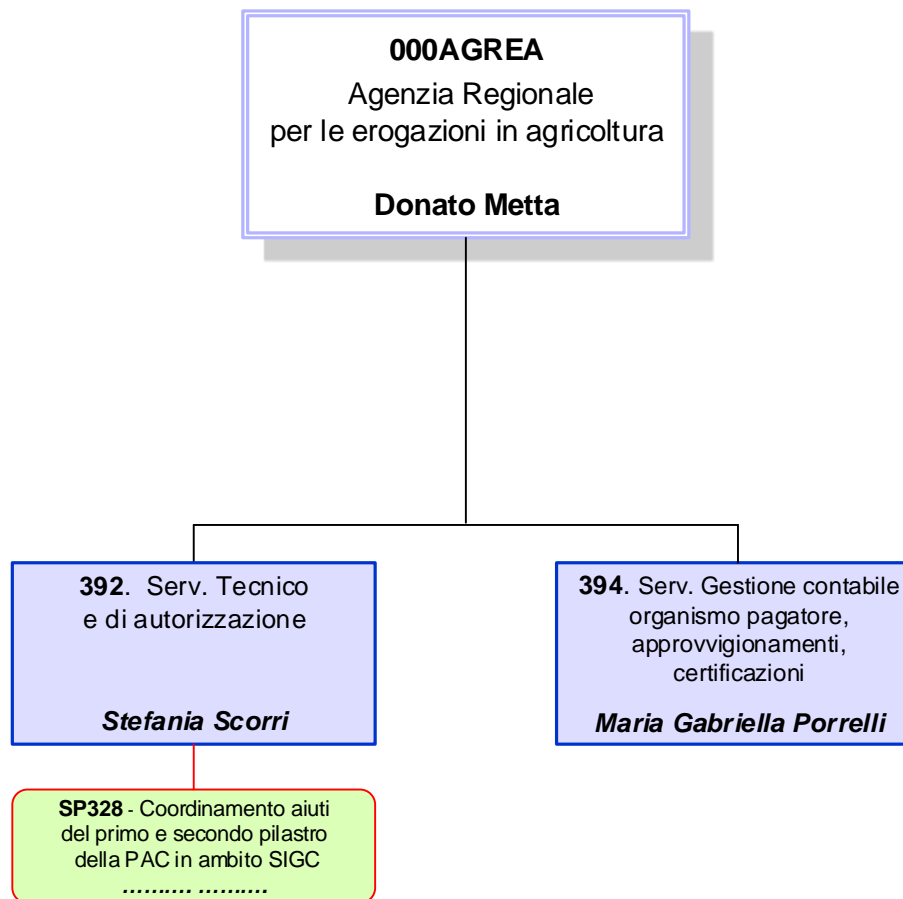 000AGREA
Agenzia Regionale
per le erogazioni in agricoltura
Donato Metta
392. Serv. Tecnico
e di autorizzazione
Stefania Scorri
394. Serv. Gestione contabile
organismo pagatore,
approvvigionamenti,
certificazioni
Maria Gabriella Porrelli
SP328 - Coordinamento aiuti
del primo e secondo pilastro
della PAC in ambito SIGC
.......... ..........